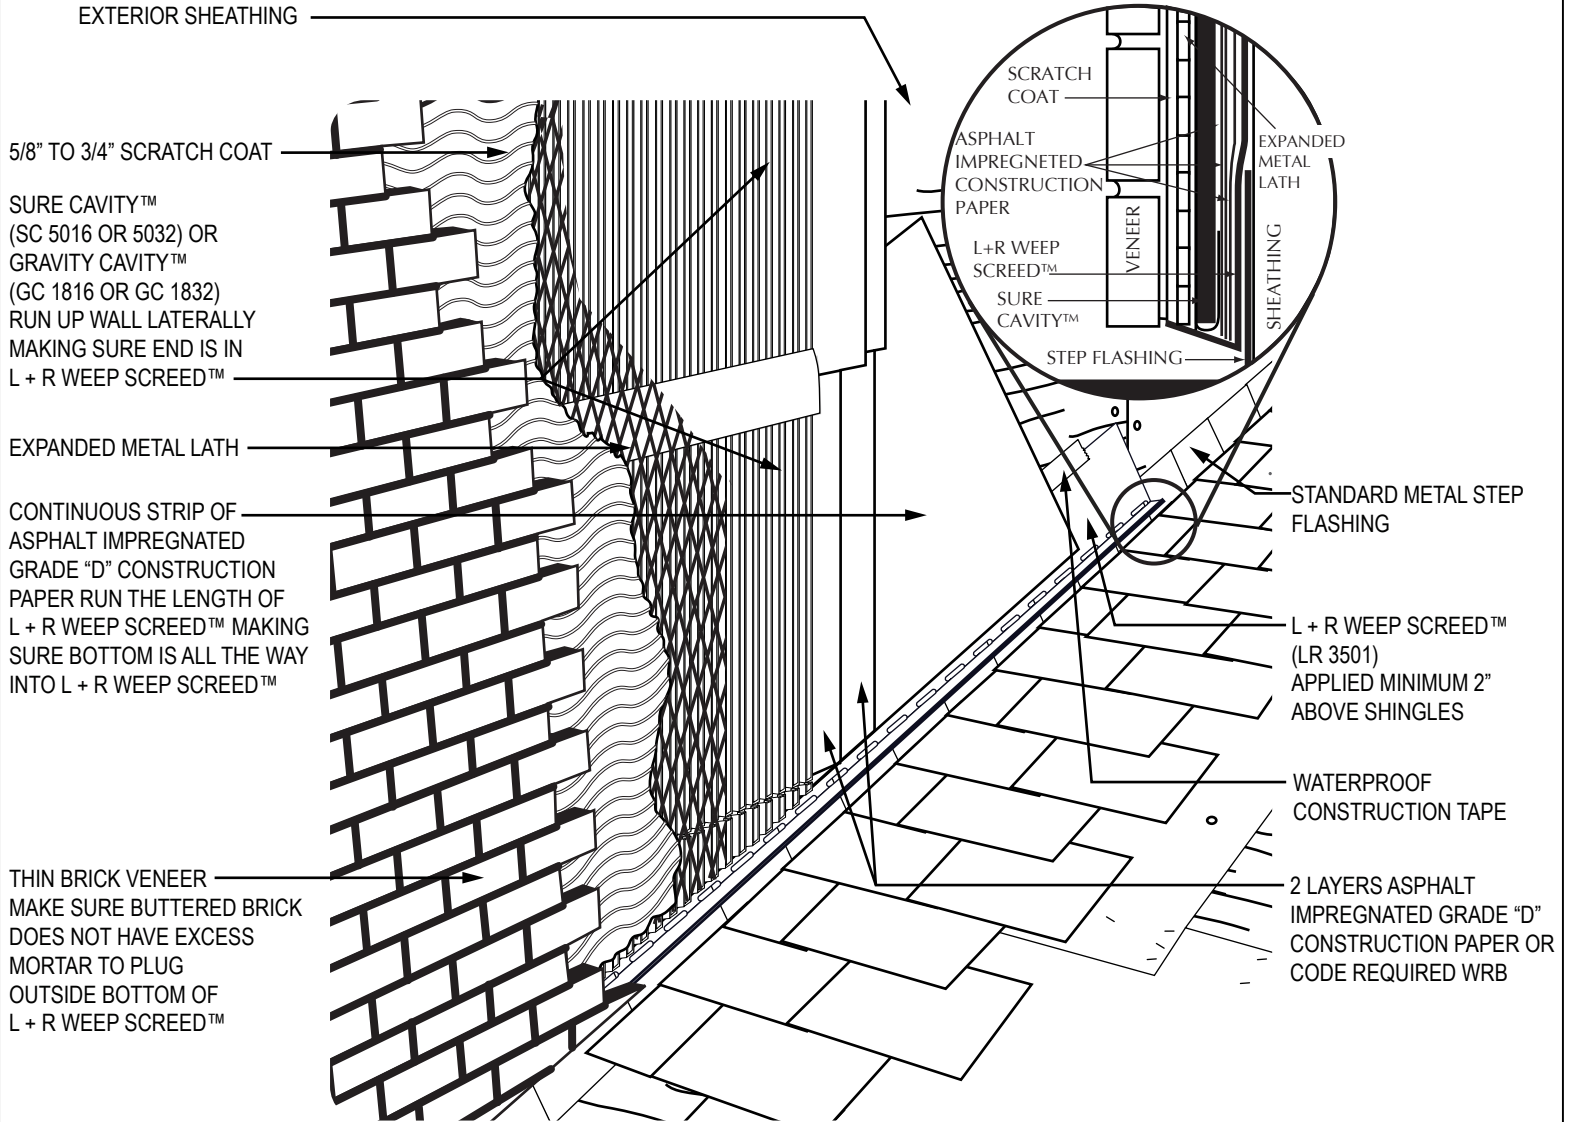 EXTERIOR SHEATHING
5/8” TO 3/4” SCRATCH COAT
SURE CAVITY™
(SC 5016 OR 5032) OR
GRAVITY CAVITY™
(GC 1816 OR GC 1832)
RUN UP WALL LATERALLY
MAKING SURE END IS IN
L + R WEEP SCREED™
EXPANDED METAL LATH
CONTINUOUS STRIP OF
ASPHALT IMPREGNATED
GRADE “D” CONSTRUCTION
PAPER RUN THE LENGTH OF
L + R WEEP SCREED™ MAKING
SURE BOTTOM IS ALL THE WAY
INTO L + R WEEP SCREED™
THIN BRICK VENEER
MAKE SURE BUTTERED BRICK
DOES NOT HAVE EXCESS
MORTAR TO PLUG
OUTSIDE BOTTOM OF
L + R WEEP SCREED™
SCRATCH
COAT
ASPHALT
IMPREGNETED
CONSTRUCTION
PAPER
L+R WEEP
SCREED™
SURE
CAVITY™
STEP FLASHING
VENEER
EXPANDED
METAL
LATH
SHEATHING
STANDARD METAL STEP
FLASHING
L + R WEEP SCREED™
(LR 3501)
APPLIED MINIMUM 2”
ABOVE SHINGLES
WATERPROOF
CONSTRUCTION TAPE
2 LAYERS ASPHALT
IMPREGNATED GRADE “D”
CONSTRUCTION PAPER OR
CODE REQUIRED WRB